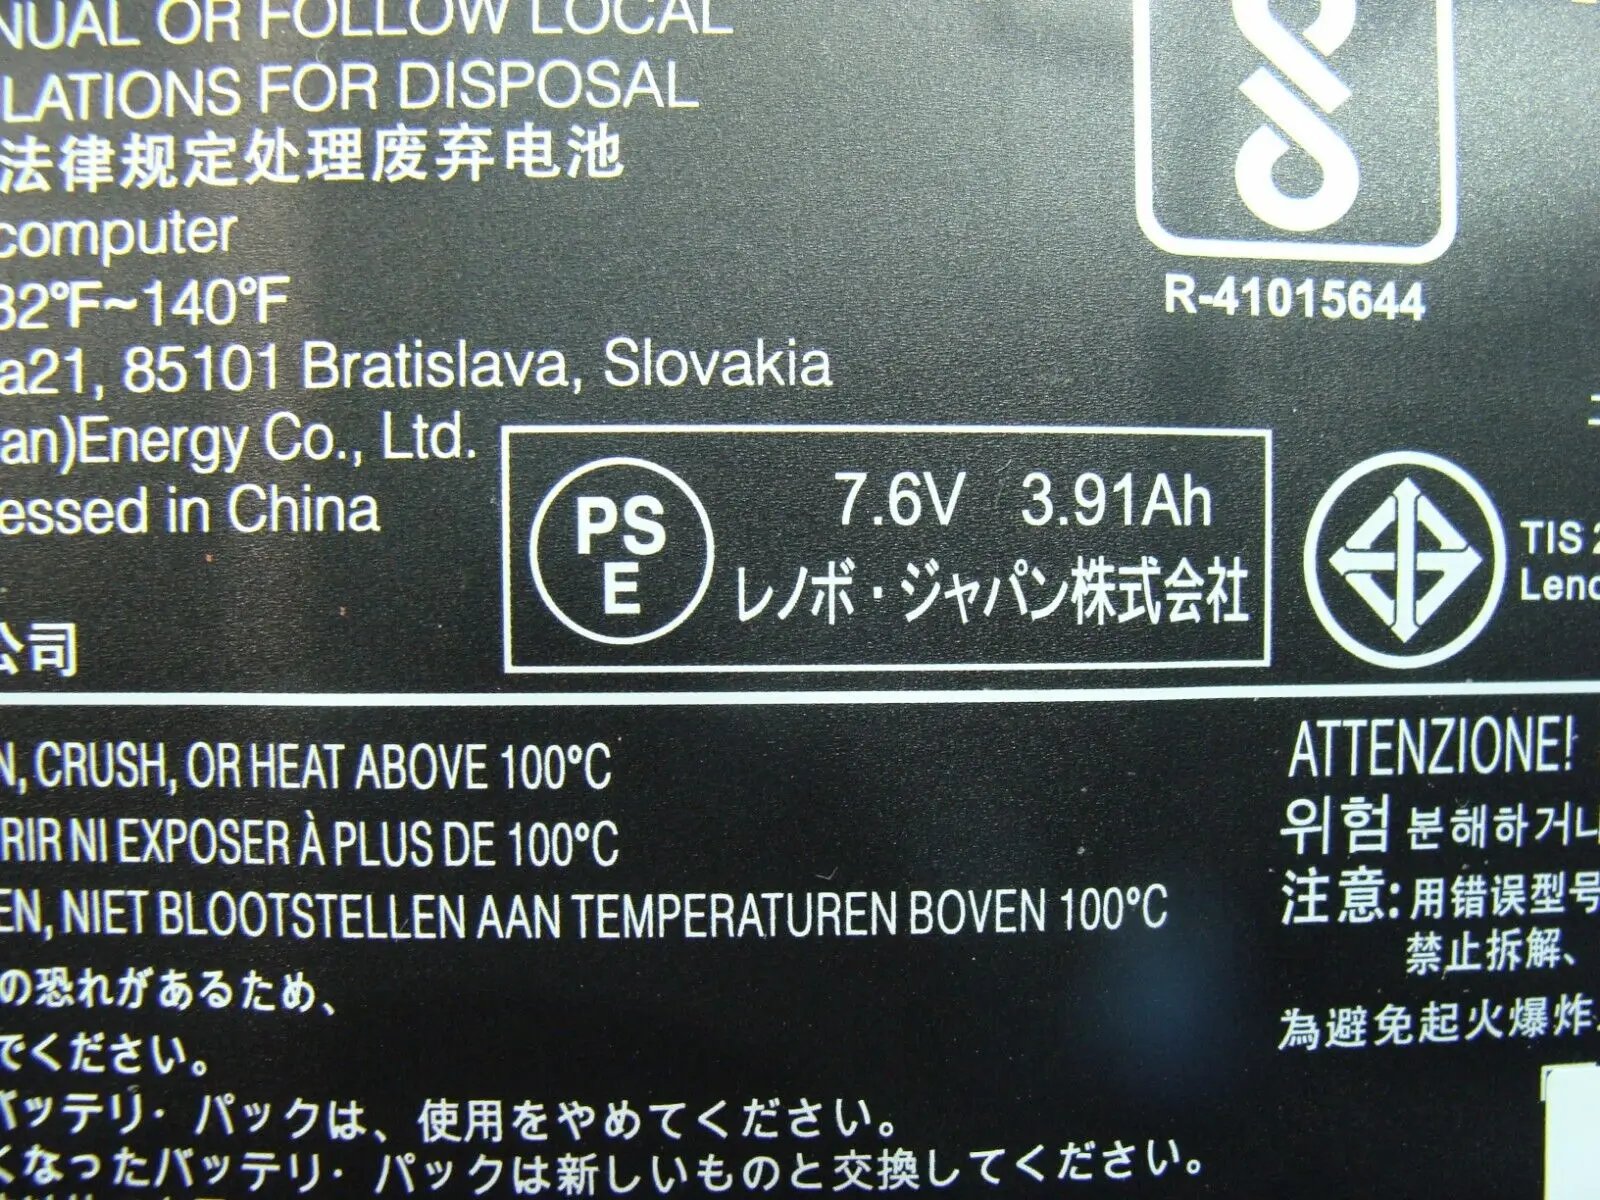 NUAL OR FOLLOW LOCAL
LATIONS FOR DISPOSAL
法律规定处理废弃电池
computer
32°F~140°F
a21, 85101 Bratislava, Slovakia
an)Energy Co., Ltd.
essed in China
公司
R-41015644
PS
E
7.6V 3.91Ah
レノボ・ジャパン株式会社
TIS 2
Leno
N, CRUSH, OR HEAT ABOVE 100°C
RIR NI EXPOSER À PLUS DE 100°C
EN, NIET BLOOTSTELLEN AAN TEMPERATUREN BOVEN 100°C
の恐れがあるため、
でください。
バッテリ・パックは、使用をやめてください。
くなったバッテリ・パックは新しいものと交換してください。
ATTENZIONE!
위험 분해하거나
注意: 用错误型号
禁止拆解、
為避免起火爆炸